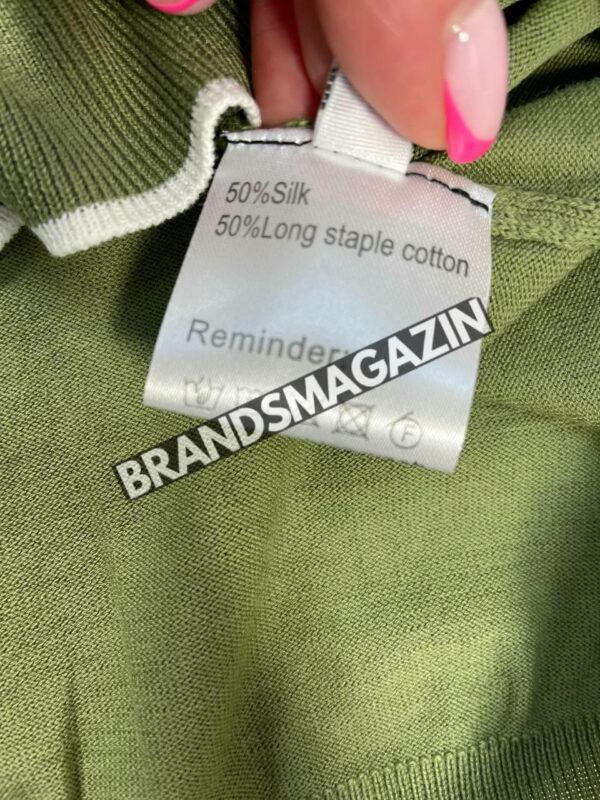 50%Silk
50%Long staple cotton
Reminder
BRANDSMAGAZIN
F